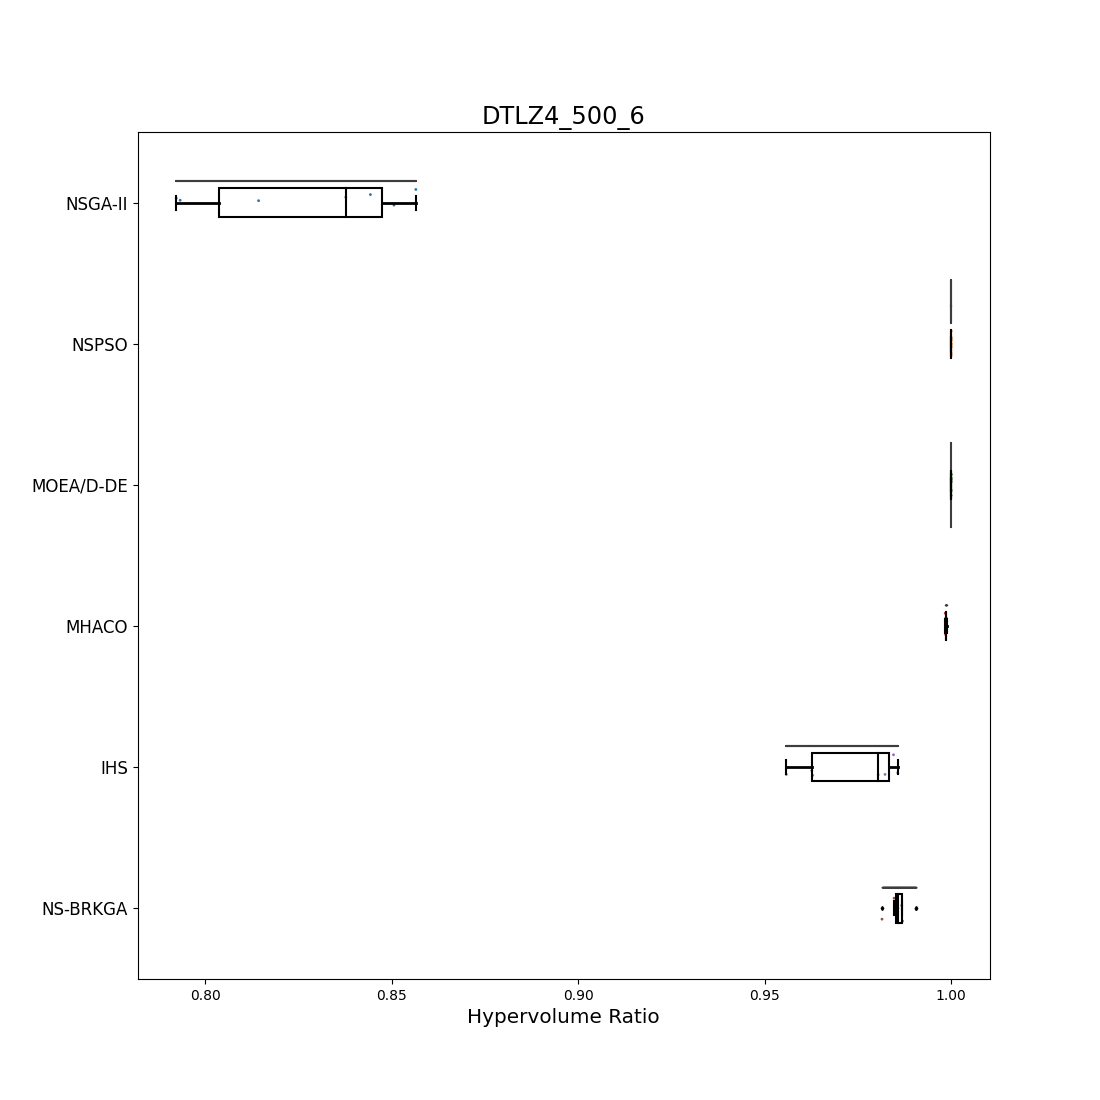 DTLZ4_500_6
NSGA-II
NSPSO
MOEA/D-DE
MHACO
IHS
NS-BRKGA
0.80 0.85 0.90 0.95 1.00
Hypervolume Ratio